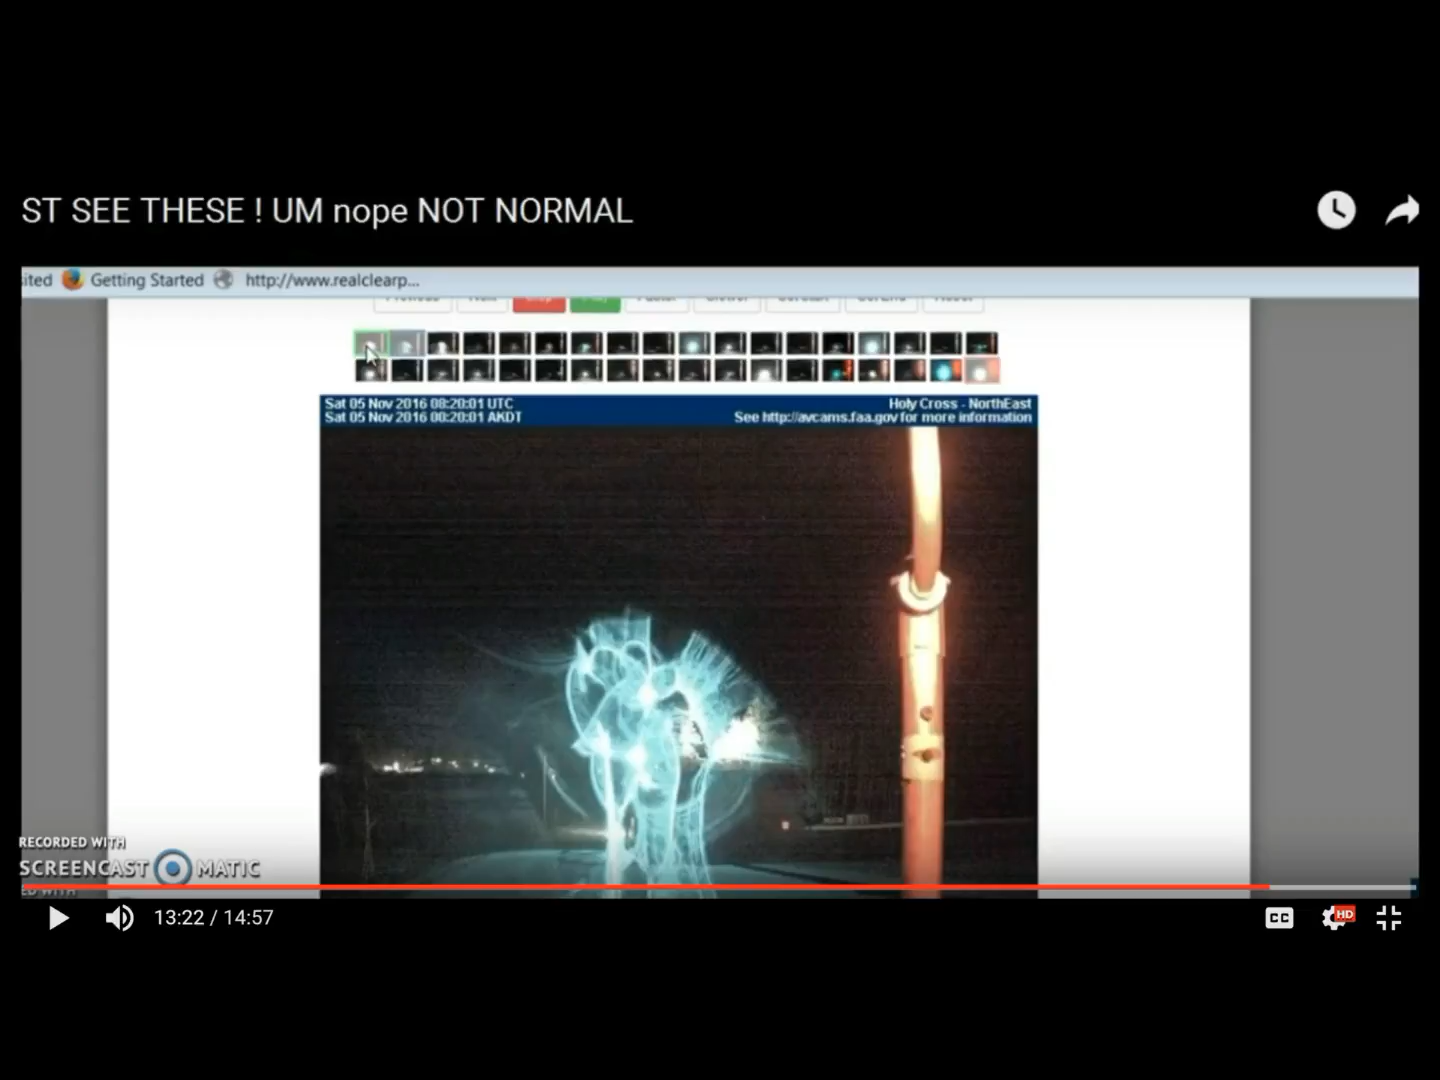 ST SEE THESE ! UM nope NOT NORMAL
ited Getting Started http://www.realclearp...
Sat 05 Nov 2016 08:20:01 UTC
Sat 05 Nov 2016 00:20:01 AKDT
Holy Cross - NorthEast
See http://avcams.faa.gov for more information
RECORDED WITH
SCREENCAST MATIC
13:22 / 14:57
CC
HD